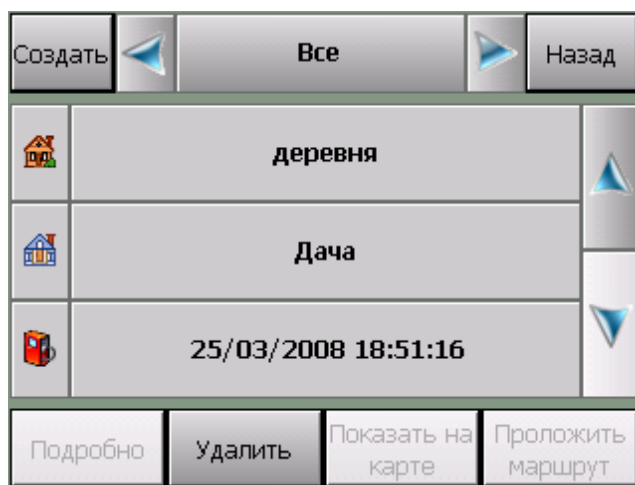 Создать
Все
Назад
деревня
Дача
25/03/2008 18:51:16
Подробно
Удалить
Показать на
карте
Проложить
маршрут